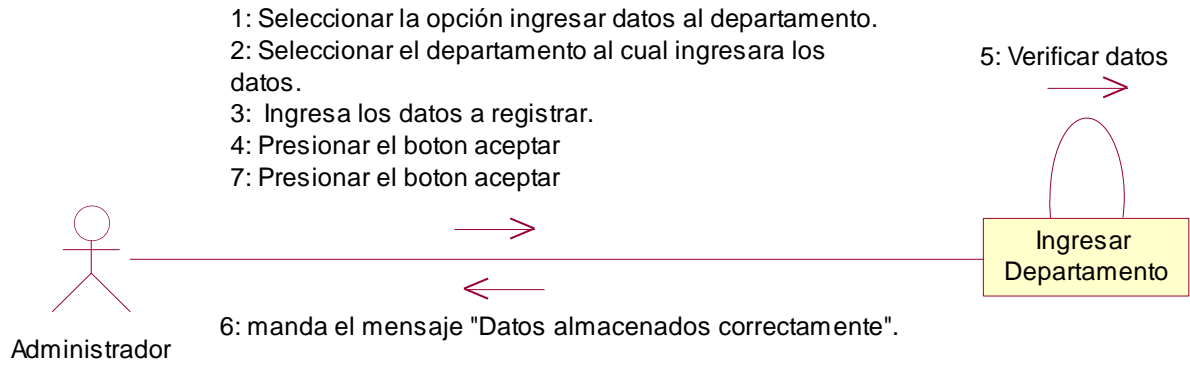 1: Seleccionar la opción ingresar datos al departamento.
2: Seleccionar el departamento al cual ingresara los
datos.
3: Ingresa los datos a registrar.
4: Presionar el boton aceptar
7: Presionar el boton aceptar
5: Verificar datos
Ingresar
Departamento
6: manda el mensaje "Datos almacenados correctamente".
Administrador